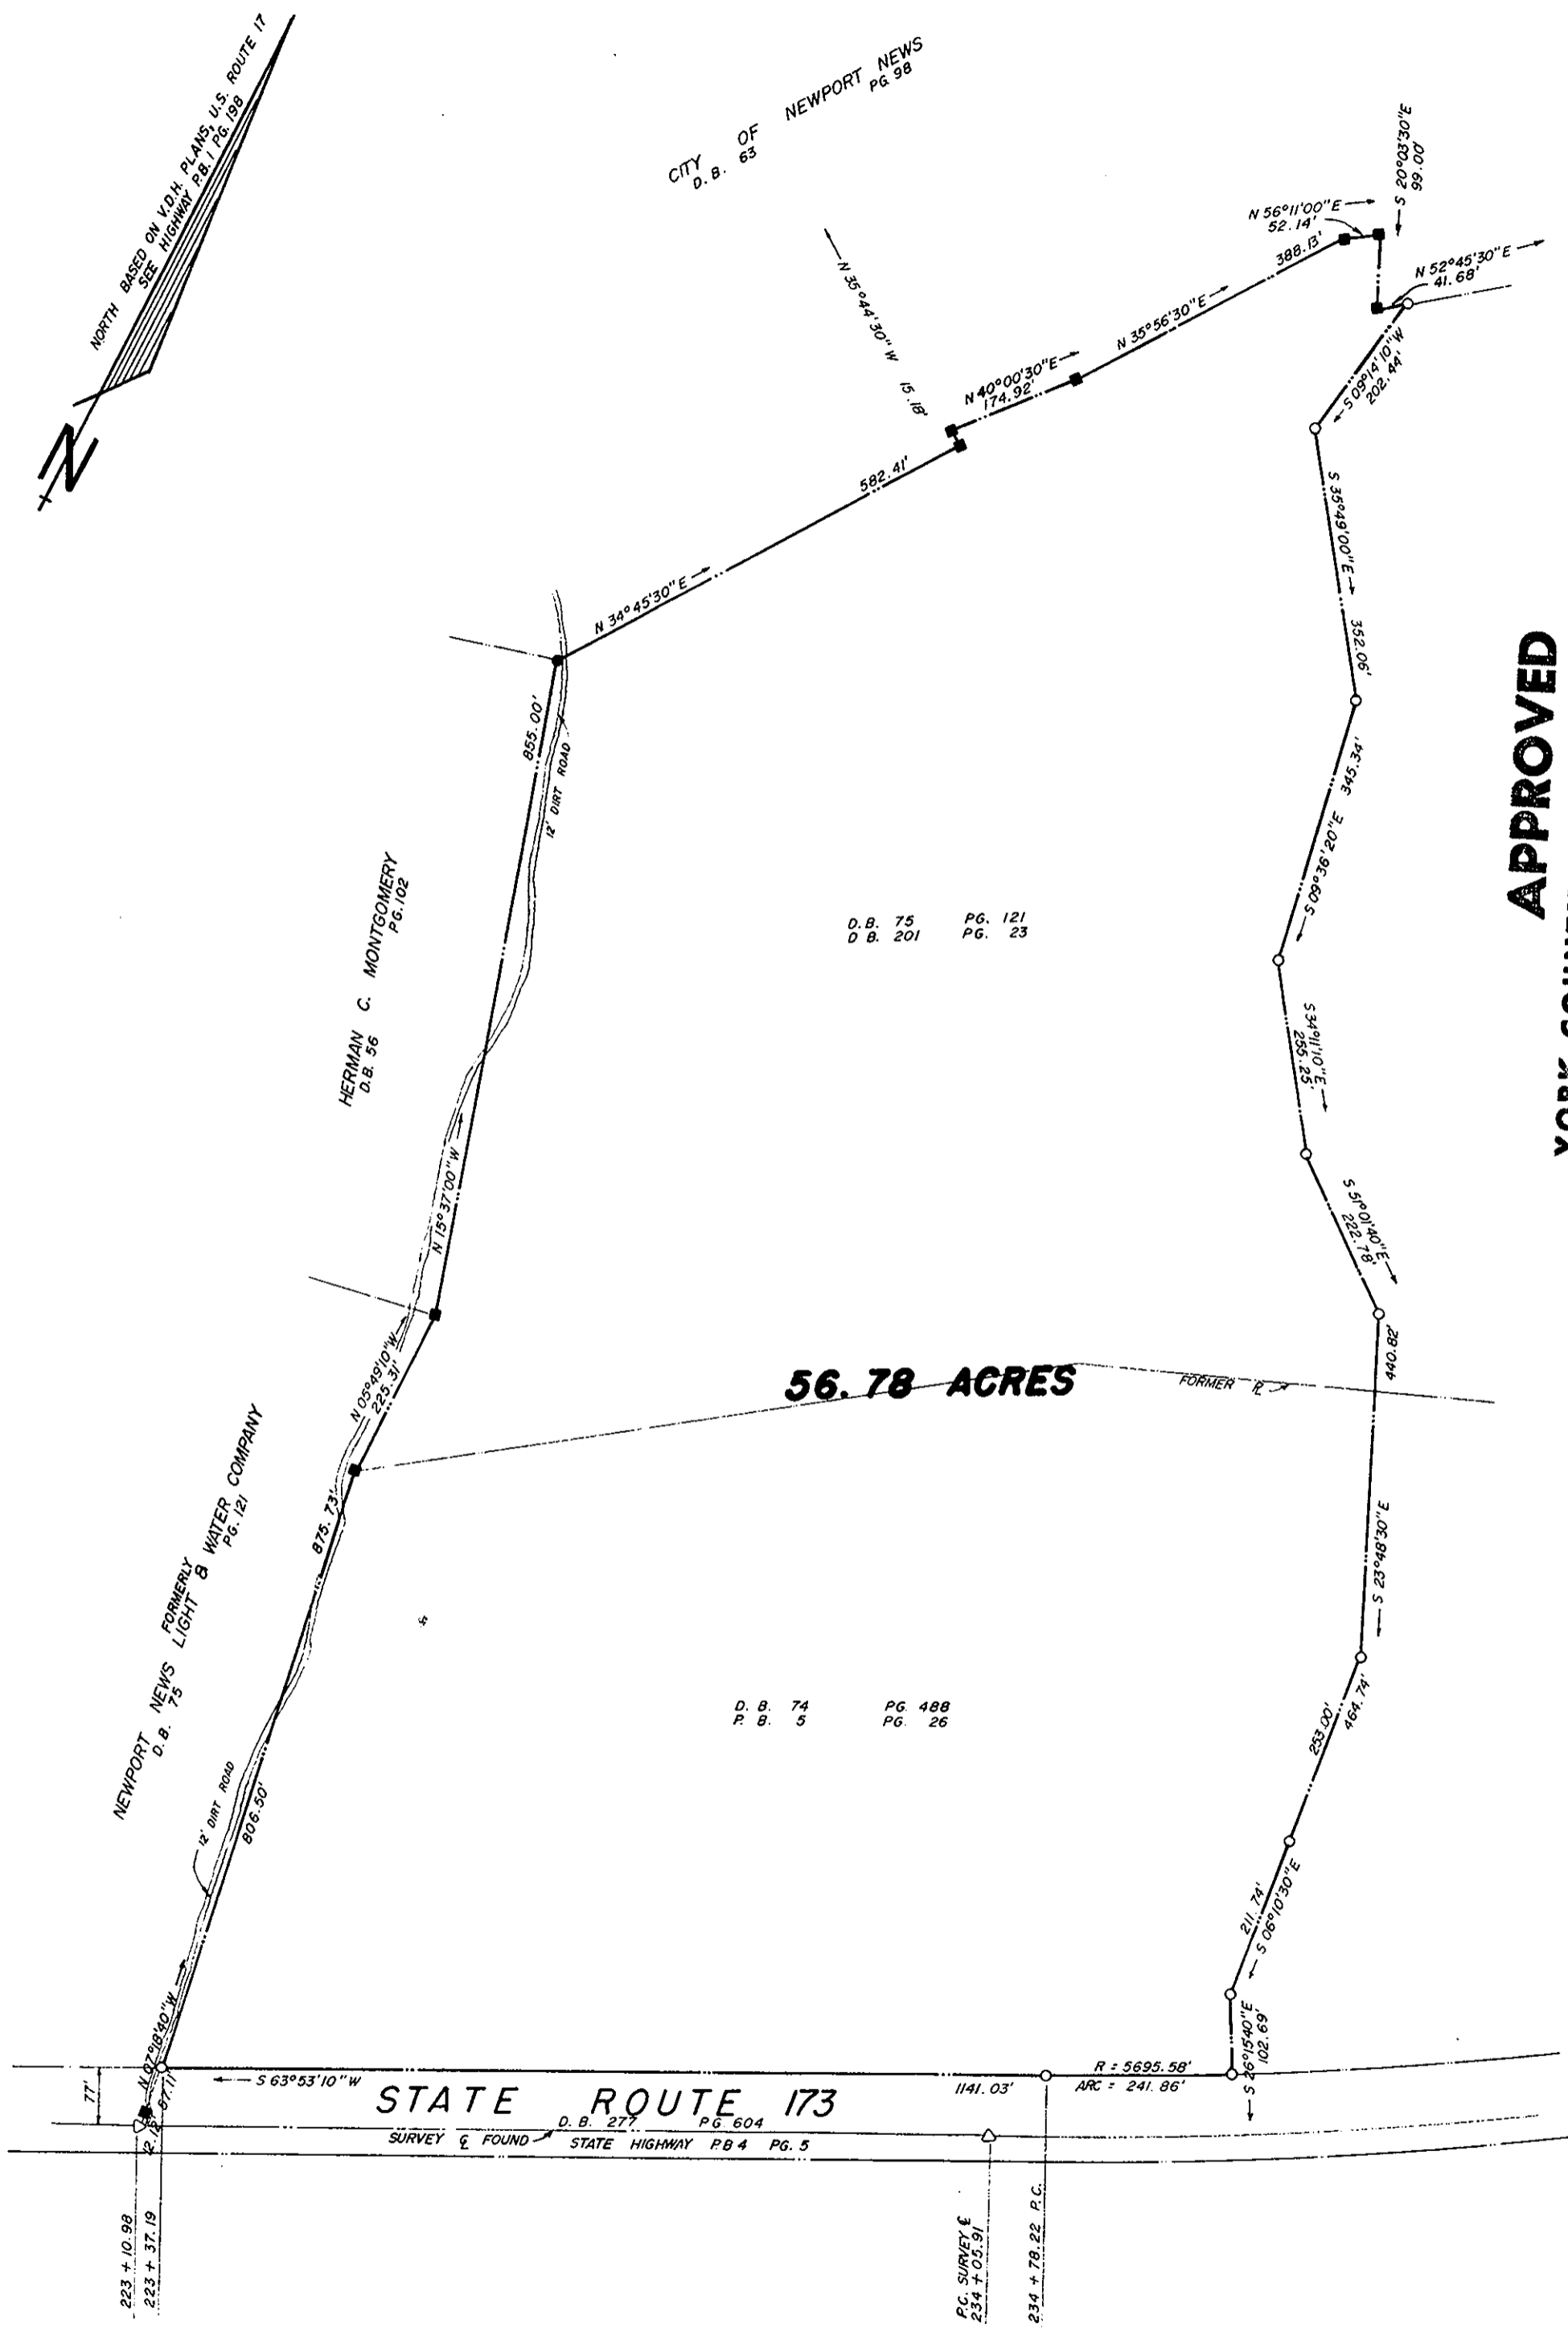 NORTH BASED ON V.D.H. PLANS, U.S. ROUTE 17
SEE HIGHWAY P.B. 1 PG. 198
N
CITY OF NEWPORT NEWS
D.B. 63 PG. 98
S 20°03'30"E
99.00'
N 56°11'00"E
52.14'
N 52°45'30"E
41.68'
388.13'
N 35°56'30"E
N 35°44'30"W 15.18'
N 40°00'30"E
174.92'
S 09°14'10"W
202.44'
582.41'
N 34°45'30"E
S 35°49'00"E 352.06'
855.00'
12' DIRT ROAD
S 09°36'20"E 345.34'
APPROVED
HERMAN C. MONTGOMERY
D.B. 56 PG. 102
D.B. 75 PG. 121
D B. 201 PG. 23
S 34°11'10"E
255.25'
N 15°37'00"W
S 51°01'40"E
222.78'
N 05°49'10"W
225.31'
56.78 ACRES
FORMER P/L
440.82'
FORMERLY
NEWPORT NEWS LIGHT & WATER COMPANY
D.B. 75 PG. 121
875.73'
S 23°48'30"E
D. B. 74 PG. 488
P. B. 5 PG. 26
253.00'
464.74'
12' DIRT ROAD
806.50'
211.74'
S 06°10'30"E
N 07°18'40"W
87.11'
S 26°15'40"E
102.69'
77'
S 63°53'10"W
1141.03'
R = 5695.58'
ARC = 241.86'
STATE ROUTE 173
D.B. 277 PG. 604
SURVEY ℄ FOUND
STATE HIGHWAY P.B 4 PG. 5
223 + 10.98
223 + 37.19
P.C. SURVEY ℄
234 + 05.91
234 + 78.22 P.C.